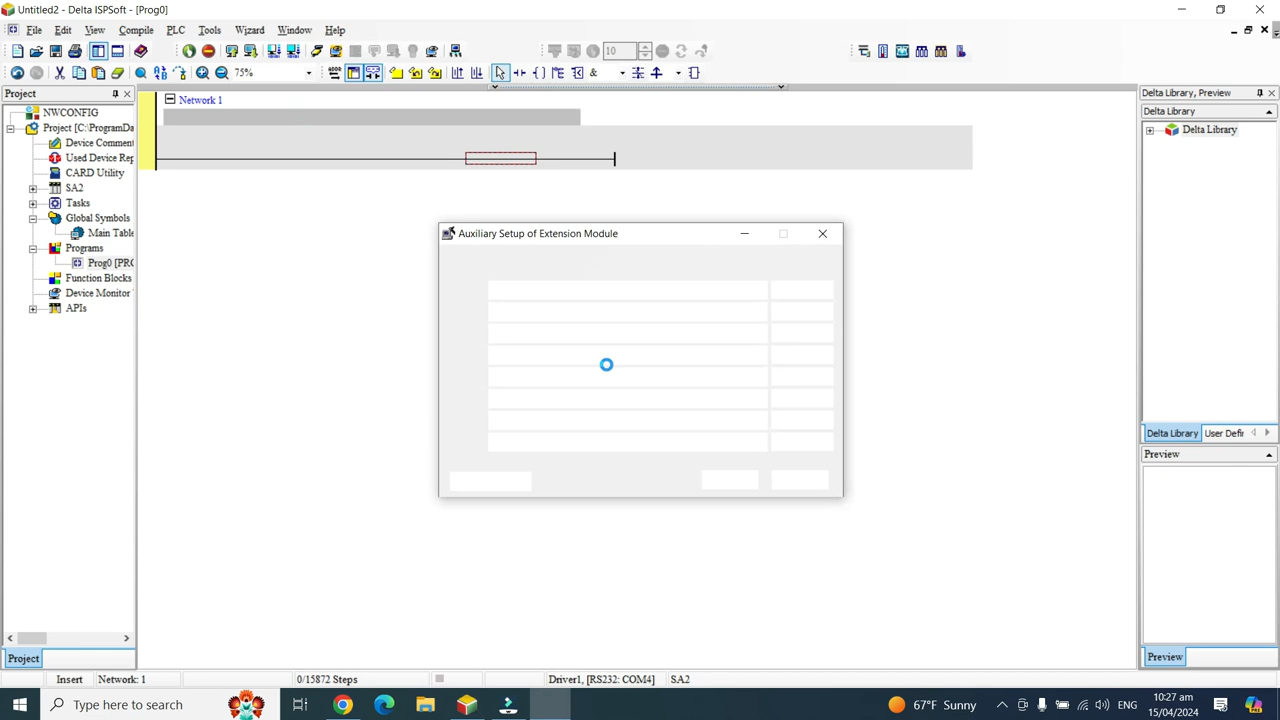 Untitled2 - Delta ISPSoft - [Prog0]
File Edit View Compile PLC Tools Wizard Window Help
10
75%
&
Project
NWCONFIG
Project [C:\ProgramDa
Device Comment
Used Device Rep
CARD Utility
SA2
Tasks
Global Symbols
Main Table
Programs
Prog0 [PRG
Function Blocks
Device Monitor
APIs
Project
Network 1
Auxiliary Setup of Extension Module
Delta Library, Preview
Delta Library
Delta Library
Delta Library User Defin
Preview
Preview
Insert Network: 1 0/15872 Steps Driver1, [RS232: COM4] SA2
Type here to search
67°F Sunny
ENG
10:27 am
15/04/2024